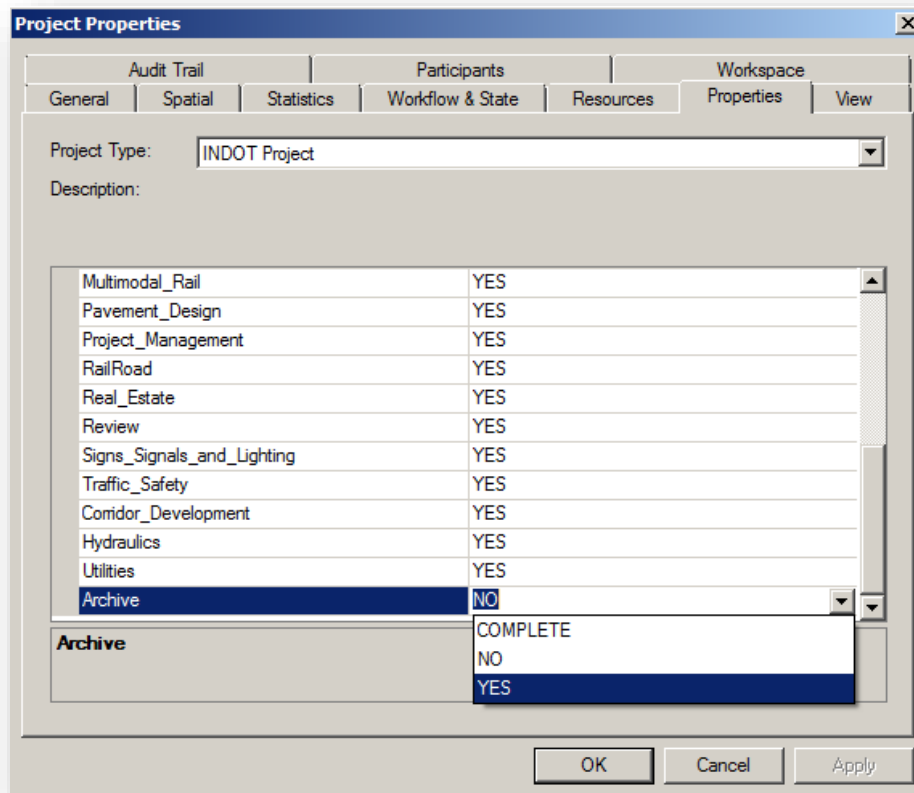 Project Properties
Audit Trail Participants Workspace
General Spatial Statistics Workflow & State Resources Properties View
Project Type: INDOT Project
Description:
Multimodal_Rail YES
Pavement_Design YES
Project_Management YES
RailRoad YES
Real_Estate YES
Review YES
Signs_Signals_and_Lighting YES
Traffic_Safety YES
Corridor_Development YES
Hydraulics YES
Utilities YES
Archive NO
COMPLETE
Archive
NO
YES
OK Cancel Apply